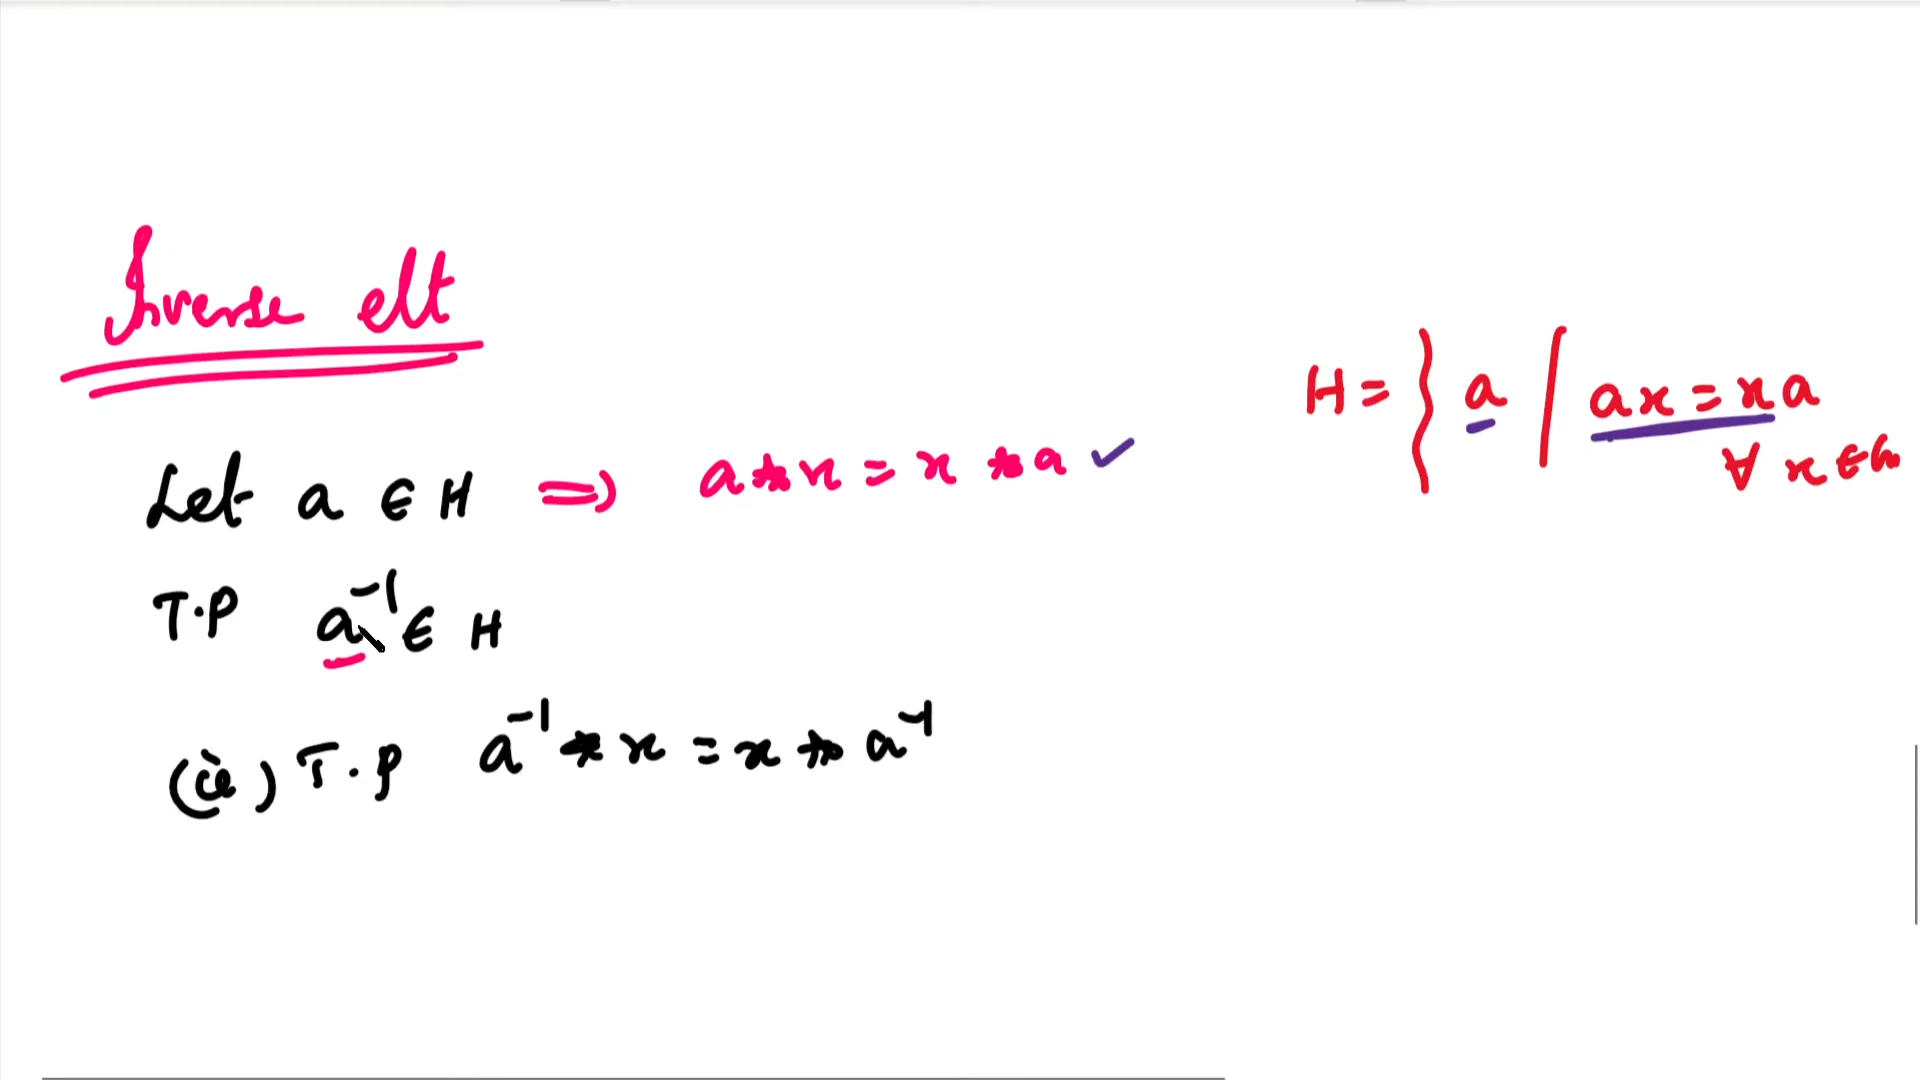 Inverse elt
H = { a / ax = xa
∀ x ∈ G
Let a ∈ H ⇒ a * x = x * a ✓
T.P a⁻¹ ∈ H
(ie) T.P a⁻¹ * x = x * a⁻¹